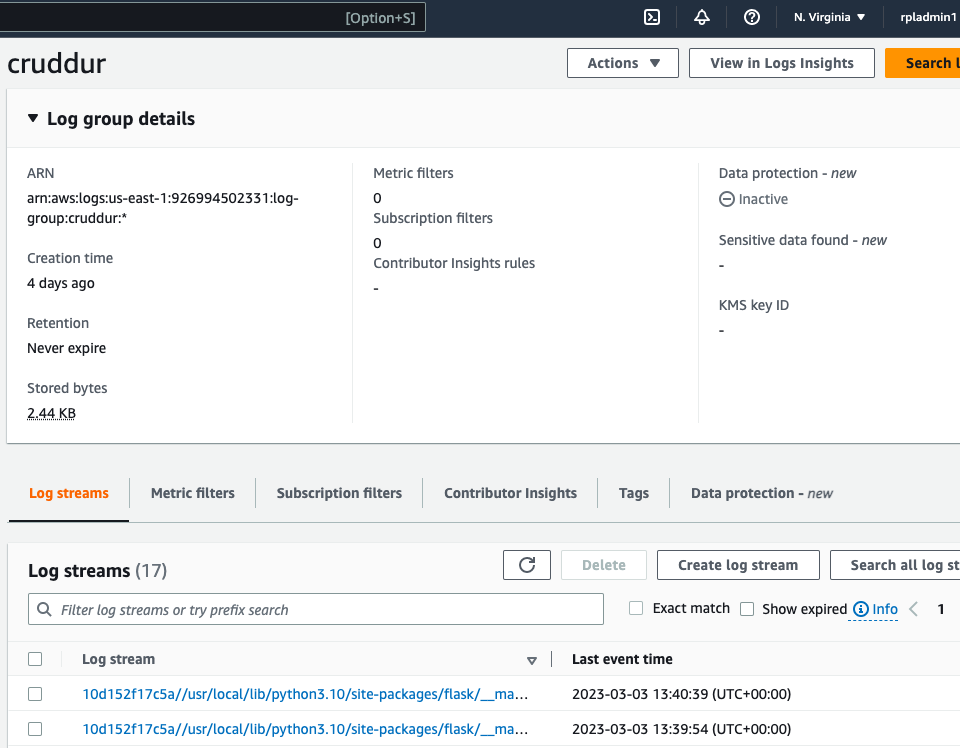 [Option+S]
N. Virginia
rpladmin1
cruddur
Actions
View in Logs Insights
Search l
Log group details
ARN
arn:aws:logs:us-east-1:926994502331:log-
group:cruddur:*
Creation time
4 days ago
Retention
Never expire
Stored bytes
2.44 KB
Metric filters
0
Subscription filters
0
Contributor Insights rules
-
Data protection - new
Inactive
Sensitive data found - new
-
KMS key ID
-
Log streams
Metric filters
Subscription filters
Contributor Insights
Tags
Data protection - new
Log streams (17)
Delete
Create log stream
Search all log st
Filter log streams or try prefix search
Exact match
Show expired
Info
1
Log stream
Last event time
10d152f17c5a//usr/local/lib/python3.10/site-packages/flask/__ma...
2023-03-03 13:40:39 (UTC+00:00)
10d152f17c5a//usr/local/lib/python3.10/site-packages/flask/__ma...
2023-03-03 13:39:54 (UTC+00:00)